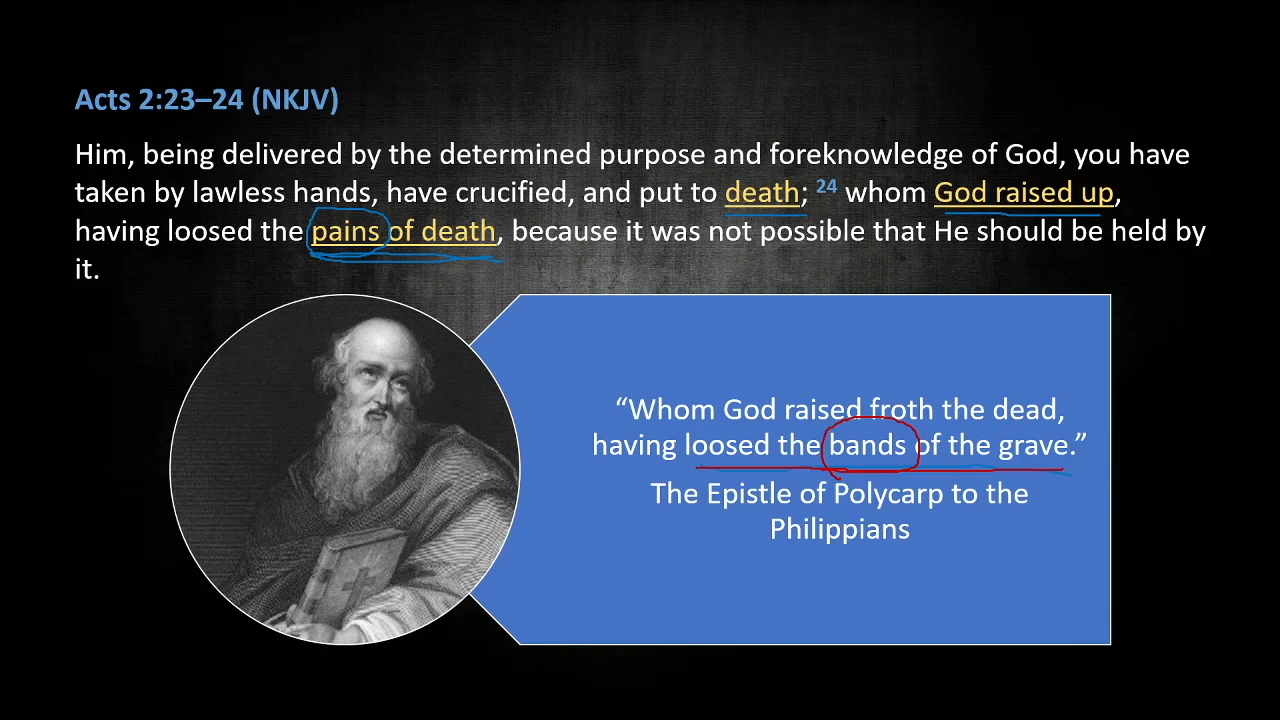 Acts 2:23–24 (NKJV)
Him, being delivered by the determined purpose and foreknowledge of God, you have
taken by lawless hands, have crucified, and put to death; 24 whom God raised up,
having loosed the pains of death, because it was not possible that He should be held by
it.
“Whom God raised froth the dead,
having loosed the bands of the grave.”
The Epistle of Polycarp to the
Philippians